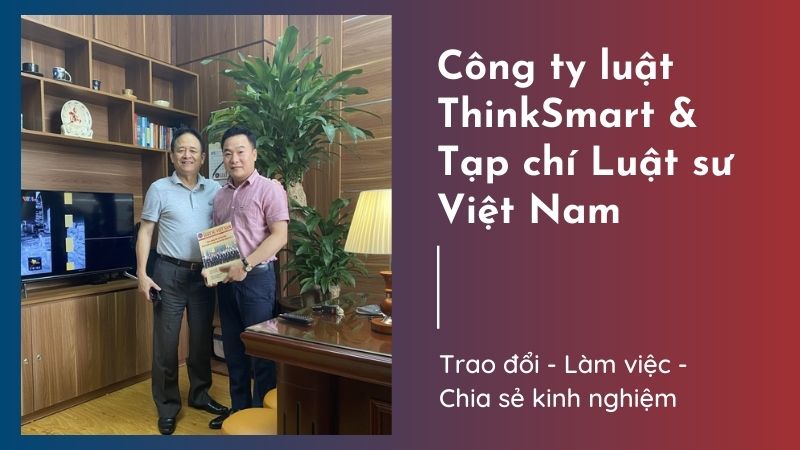 Công ty luật
ThinkSmart &
Tạp chí Luật sư
Việt Nam
Trao đổi - Làm việc -
Chia sẻ kinh nghiệm